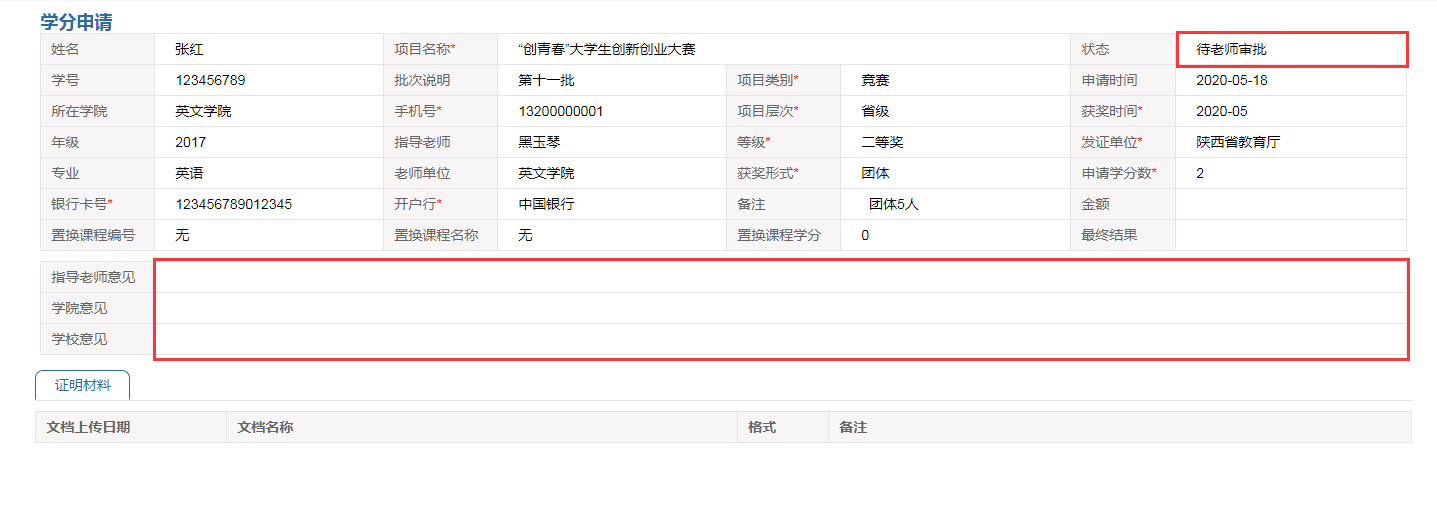 学分申请
姓名 张红 项目名称* “创青春”大学生创新创业大赛 状态 待老师审批
学号 123456789 批次说明 第十一批 项目类别* 竞赛 申请时间 2020-05-18
所在学院 英文学院 手机号* 13200000001 项目层次* 省级 获奖时间* 2020-05
年级 2017 指导老师 黑玉琴 等级* 二等奖 发证单位* 陕西省教育厅
专业 英语 老师单位 英文学院 获奖形式* 团体 申请学分数* 2
银行卡号* 123456789012345 开户行* 中国银行 备注 团体5人 金额
置换课程编号 无 置换课程名称 无 置换课程学分 0 最终结果
指导老师意见
学院意见
学校意见
证明材料
文档上传日期 文档名称 格式 备注